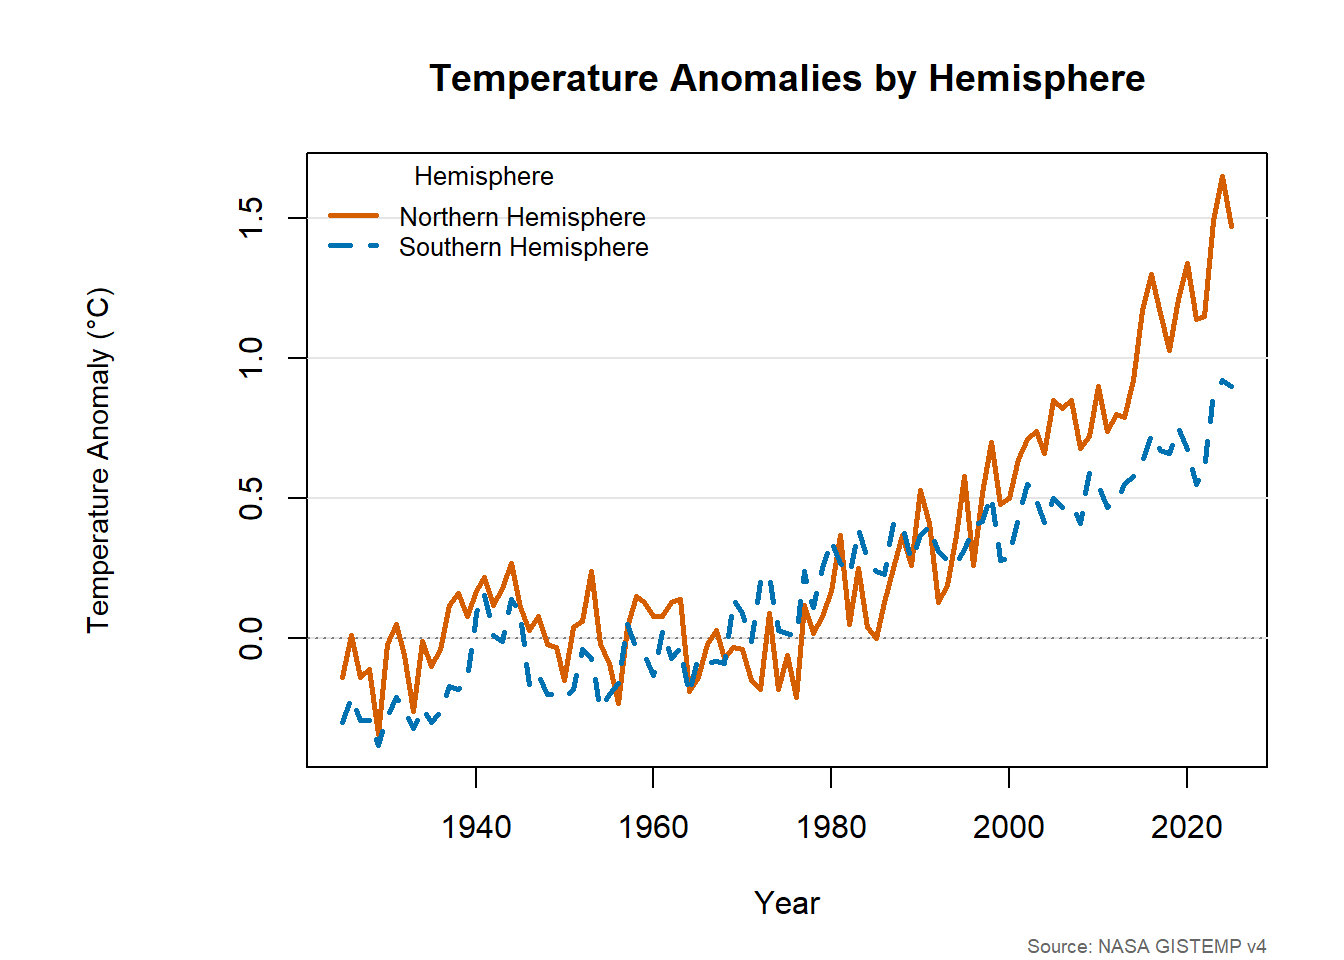 Temperature Anomalies by Hemisphere
Hemisphere
Northern Hemisphere
Southern Hemisphere
Temperature Anomaly (°C)
1.5
1.0
0.5
0.0
1940 1960 1980 2000 2020
Year
Source: NASA GISTEMP v4